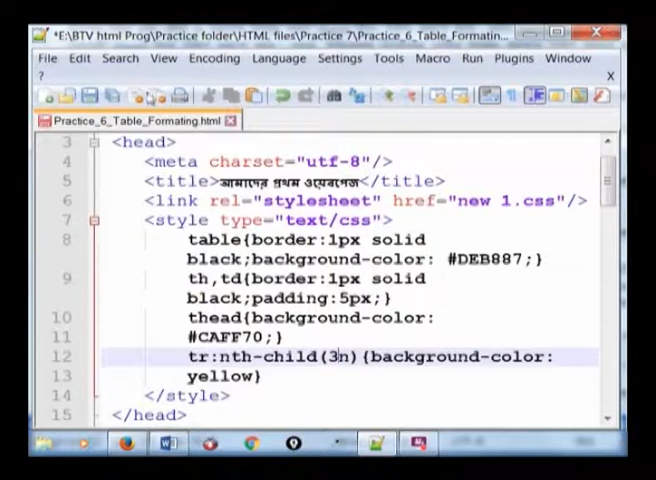 *E:\BTV html Prog\Practice folder\HTML files\Practice 7\Practice_6_Table_Formating....
File Edit Search View Encoding Language Settings Tools Macro Run Plugins Window
? X
Practice_6_Table_Formating.html
3 <head>
4 <meta charset="utf-8"/>
5 <title>আমাদের প্রথম ওয়েবপেজ</title>
6 <link rel="stylesheet" href="new 1.css"/>
7 <style type="text/css">
8 table{border:1px solid
black;background-color: #DEB887;}
9 th,td{border:1px solid
black;padding:5px;}
10 thead{background-color:
11 #CAFF70;}
12 tr:nth-child(3n){background-color:
13 yellow}
14 </style>
15 </head>